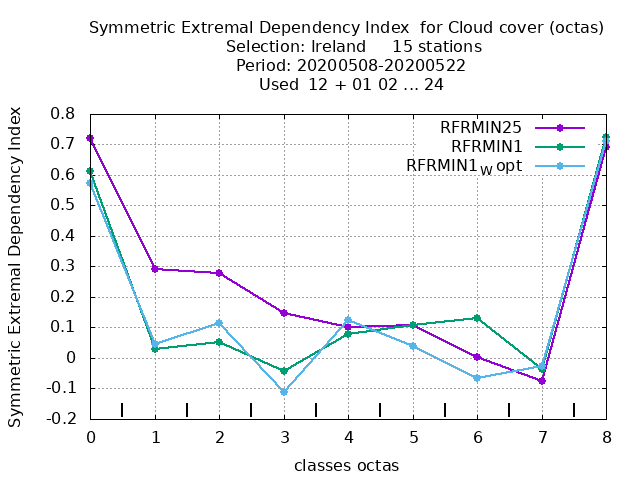 Symmetric Extremal Dependency Index for Cloud cover (octas)
Selection: Ireland 15 stations
Period: 20200508-20200522
Used 12 + 01 02 ... 24
Symmetric Extremal Dependency Index
0.8
0.7
0.6
0.5
0.4
0.3
0.2
0.1
0
-0.1
-0.2
RFRMIN25
RFRMIN1
RFRMIN1W opt
0 1 2 3 4 5 6 7 8
classes octas